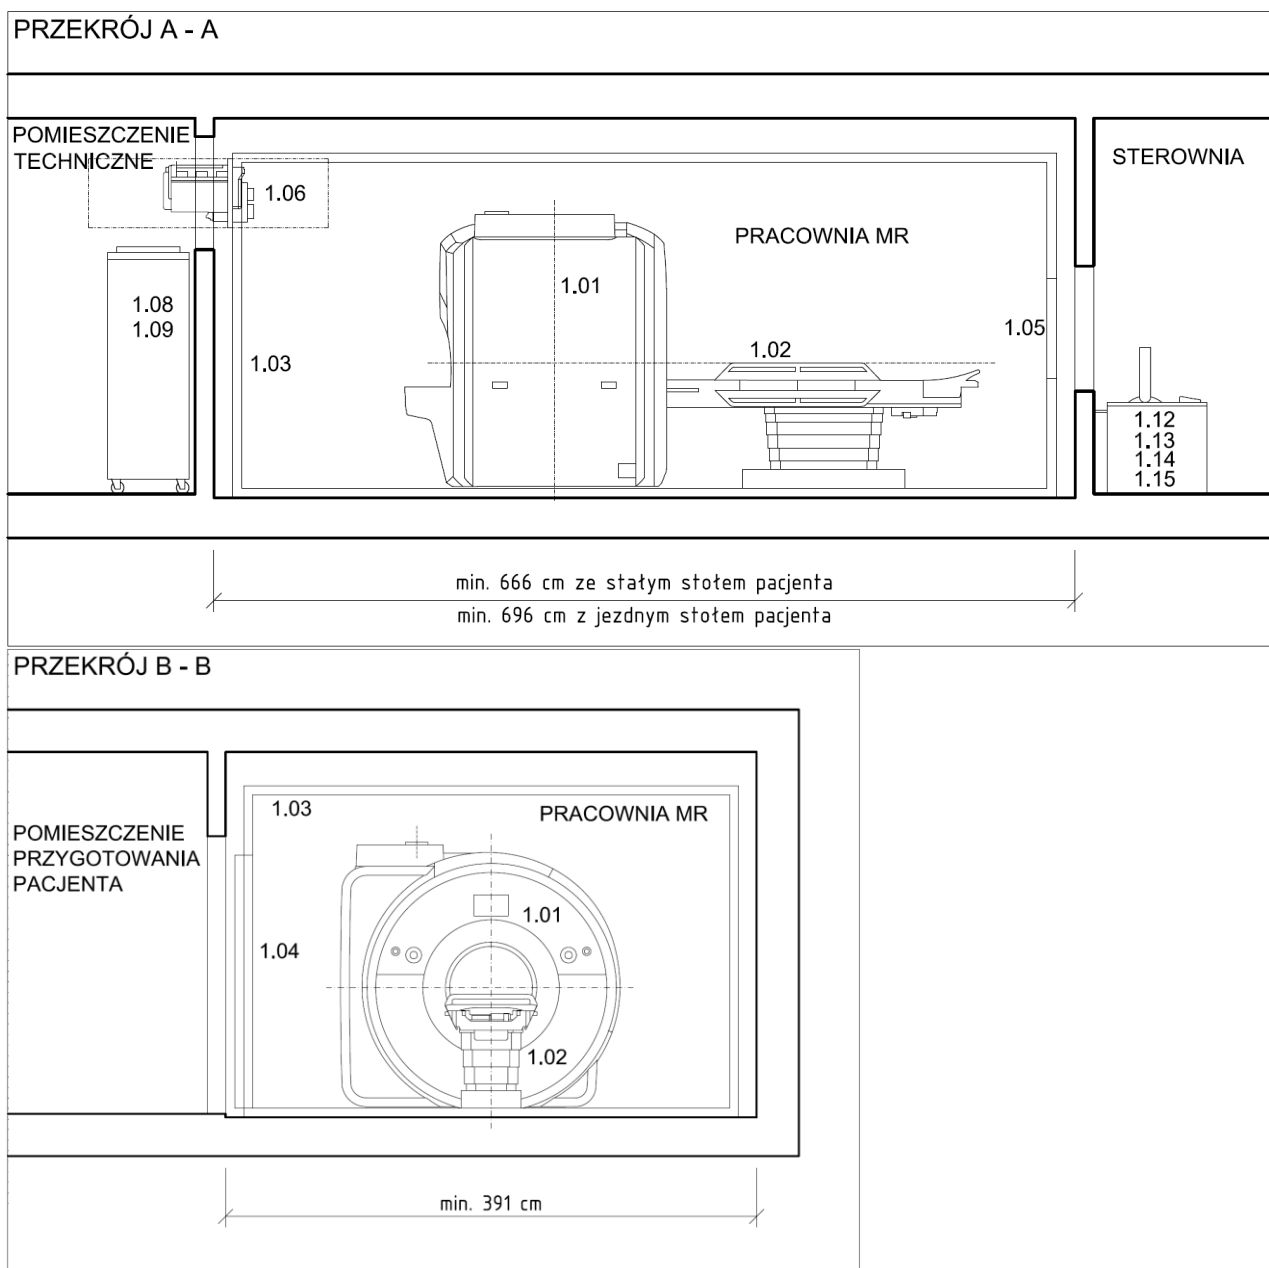 PRZEKRÓJ A - A
POMIESZCZENIE
TECHNICZNE
STEROWNIA
1.06
PRACOWNIA MR
1.01
1.08
1.09
1.05
1.02
1.03
1.12
1.13
1.14
1.15
min. 666 cm ze stałym stołem pacjenta
min. 696 cm z jezdnym stołem pacjenta
PRZEKRÓJ B - B
1.03
PRACOWNIA MR
POMIESZCZENIE
PRZYGOTOWANIA
PACJENTA
1.01
1.04
1.02
min. 391 cm